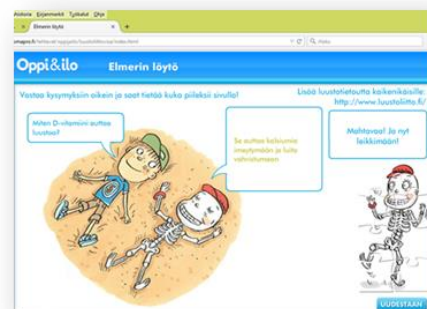 Historia Kirjanmerkit Työkalut Ohje
Elmerin löytö
Haku
Oppi&ilo
Elmerin löytö
Vastaa kysymyksiin oikein ja saat tietää kuka piileksii sivulla!
Lisää luustotietoutta kaikenikäisille:
http://www.luustoliitto.fi/
Miten D-vitamiini auttaa
luustoa?
Se auttaa kalsiumia
imeytymään ja luita
vahvistumaan
Mahtavaa! Ja nyt
leikkimään!
UUDESTAAN